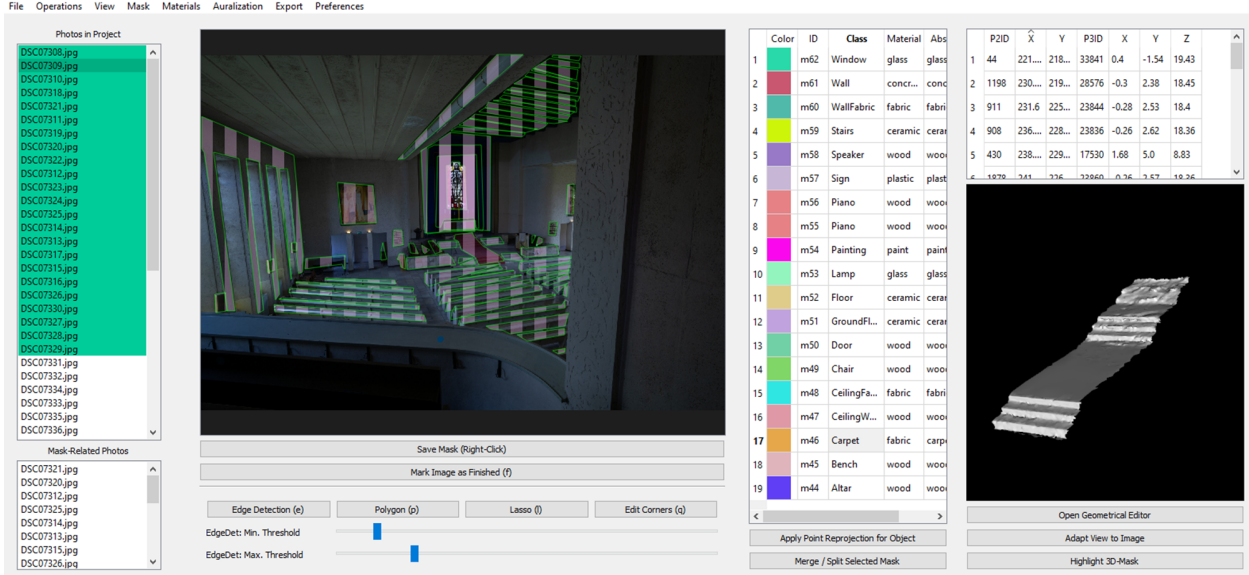 File Operations View Mask Materials Auralization Export Preferences
Photos in Project
DSC07308.jpg
DSC07309.jpg
DSC07310.jpg
DSC07318.jpg
DSC07321.jpg
DSC07311.jpg
DSC07319.jpg
DSC07320.jpg
DSC07322.jpg
DSC07312.jpg
DSC07323.jpg
DSC07324.jpg
DSC07325.jpg
DSC07314.jpg
DSC07313.jpg
DSC07317.jpg
DSC07315.jpg
DSC07316.jpg
DSC07326.jpg
DSC07330.jpg
DSC07327.jpg
DSC07328.jpg
DSC07329.jpg
DSC07331.jpg
DSC07332.jpg
DSC07334.jpg
DSC07333.jpg
DSC07335.jpg
DSC07336.jpg
Mask-Related Photos
DSC07321.jpg
DSC07320.jpg
DSC07312.jpg
DSC07325.jpg
DSC07314.jpg
DSC07313.jpg
DSC07315.jpg
DSC07326.jpg
Save Mask (Right-Click)
Mark Image as Finished (f)
Edge Detection (e) Polygon (p) Lasso (l) Edit Corners (q)
EdgeDet: Min. Threshold
EdgeDet: Max. Threshold
Color ID Class Material Abs
1 m62 Window glass glass
2 m61 Wall concr... conc
3 m60 WallFabric fabric fabri
4 m59 Stairs ceramic cerar
5 m58 Speaker wood woo
6 m57 Sign plastic plast
7 m56 Piano wood woo
8 m55 Piano wood woo
9 m54 Painting paint paint
10 m53 Lamp glass glass
11 m52 Floor ceramic cerar
12 m51 GroundFl... ceramic cerar
13 m50 Door wood woo
14 m49 Chair wood woo
15 m48 CeilingFa... fabric fabri
16 m47 CeilingW... wood woo
17 m46 Carpet fabric carp
18 m45 Bench wood woo
19 m44 Altar wood woo
Apply Point Reprojection for Object
Merge / Split Selected Mask
P2ID X Y P3ID X Y Z
1 44 221.... 218... 33841 0.4 -1.54 19.43
2 1198 230.... 219... 28576 -0.3 2.38 18.45
3 911 231.6 225... 23844 -0.28 2.53 18.4
4 908 236.... 228... 23836 -0.26 2.62 18.36
5 430 238.... 229... 17530 1.68 5.0 8.83
Open Geometrical Editor
Adapt View to Image
Highlight 3D-Mask